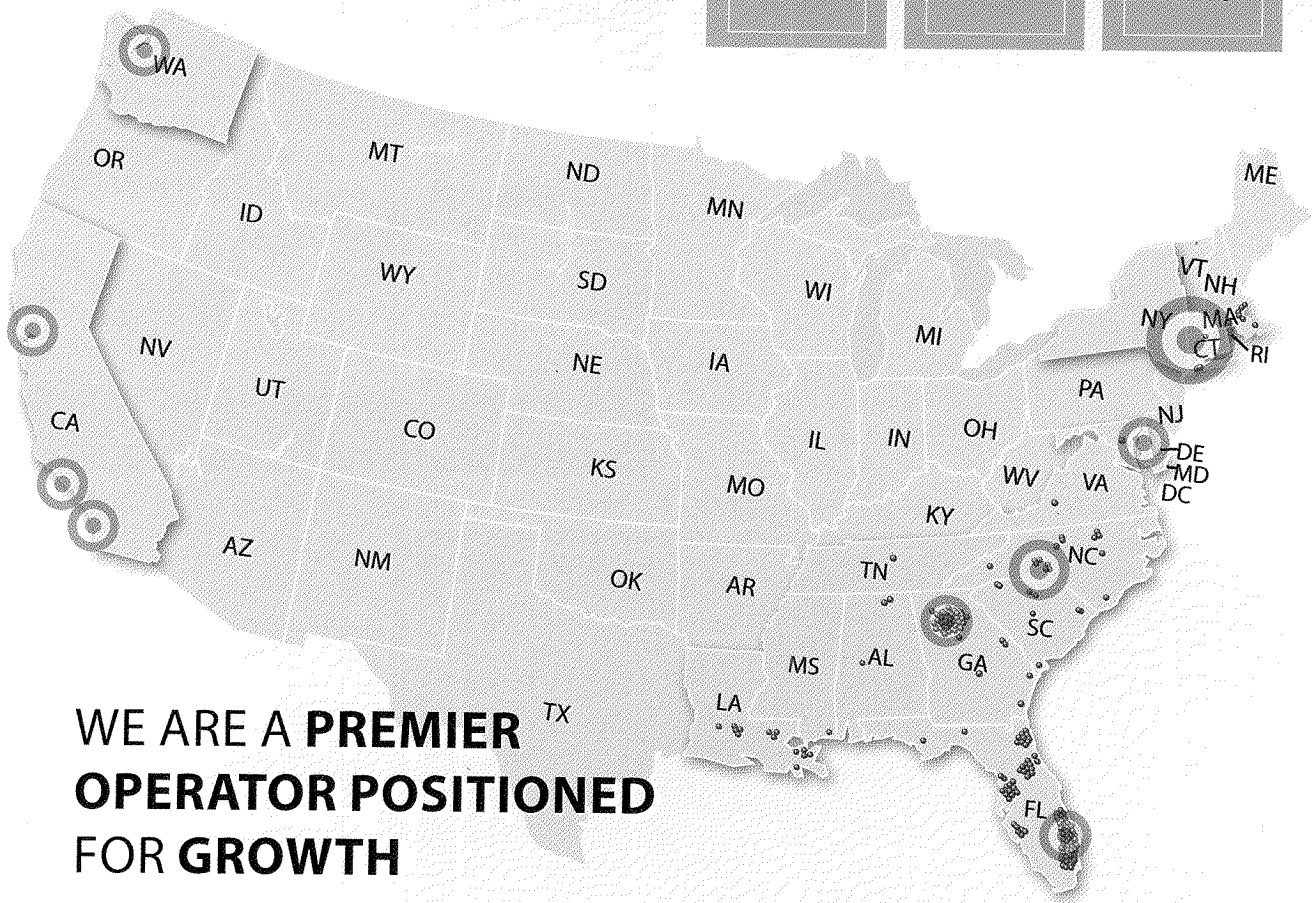 WA
OR
MT
ND
MN
ME
ID
WY
SD
WI
MI
VT
NH
NY
MA
CT
RI
NV
UT
NE
IA
PA
NJ
CA
CO
KS
MO
IL
IN
OH
WV
VA
DE
MD
DC
KY
AZ
NM
OK
AR
TN
NC
SC
MS
AL
GA
LA
TX
FL
WE ARE A PREMIER
OPERATOR POSITIONED
FOR GROWTH